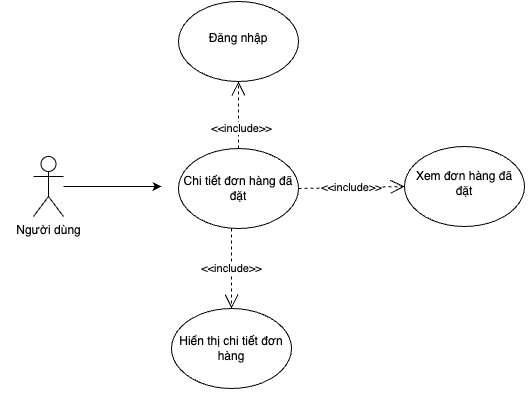 Đăng nhập
<<include>>
Chi tiết đơn hàng đã
đặt
<<include>>
Xem đơn hàng đã
đặt
Người dùng
<<include>>
Hiển thị chi tiết đơn
hàng